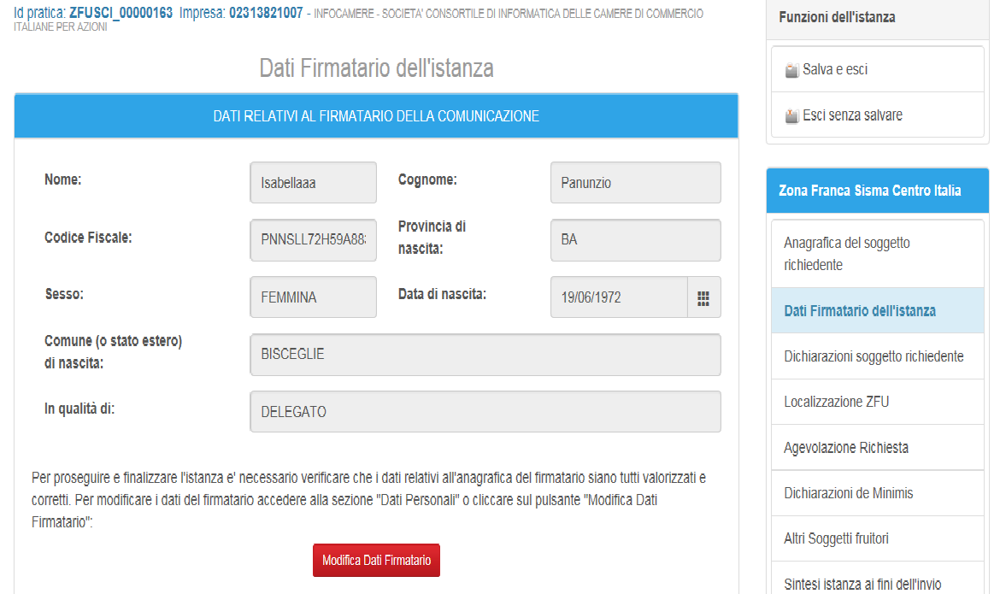 Id pratica: ZFUSCI_00000163 Impresa: 02313821007 - INFOCAMERE - SOCIETA' CONSORTILE DI INFORMATICA DELLE CAMERE DI COMMERCIO
ITALIANE PER AZIONI
Dati Firmatario dell'istanza
DATI RELATIVI AL FIRMATARIO DELLA COMUNICAZIONE
Nome: Isabellaaa Cognome: Panunzio
Codice Fiscale: PNNSLL72H59A883 Provincia di
nascita: BA
Sesso: FEMMINA Data di nascita: 19/06/1972
Comune (o stato estero)
di nascita: BISCEGLIE
In qualità di: DELEGATO
Per proseguire e finalizzare l'istanza e' necessario verificare che i dati relativi all'anagrafica del firmatario siano tutti valorizzati e
corretti. Per modificare i dati del firmatario accedere alla sezione "Dati Personali" o cliccare sul pulsante "Modifica Dati
Firmatario":
Modifica Dati Firmatario
Funzioni dell'istanza
Salva e esci
Esci senza salvare
Zona Franca Sisma Centro Italia
Anagrafica del soggetto
richiedente
Dati Firmatario dell'istanza
Dichiarazioni soggetto richiedente
Localizzazione ZFU
Agevolazione Richiesta
Dichiarazioni de Minimis
Altri Soggetti fruitori
Sintesi istanza ai fini dell'invio